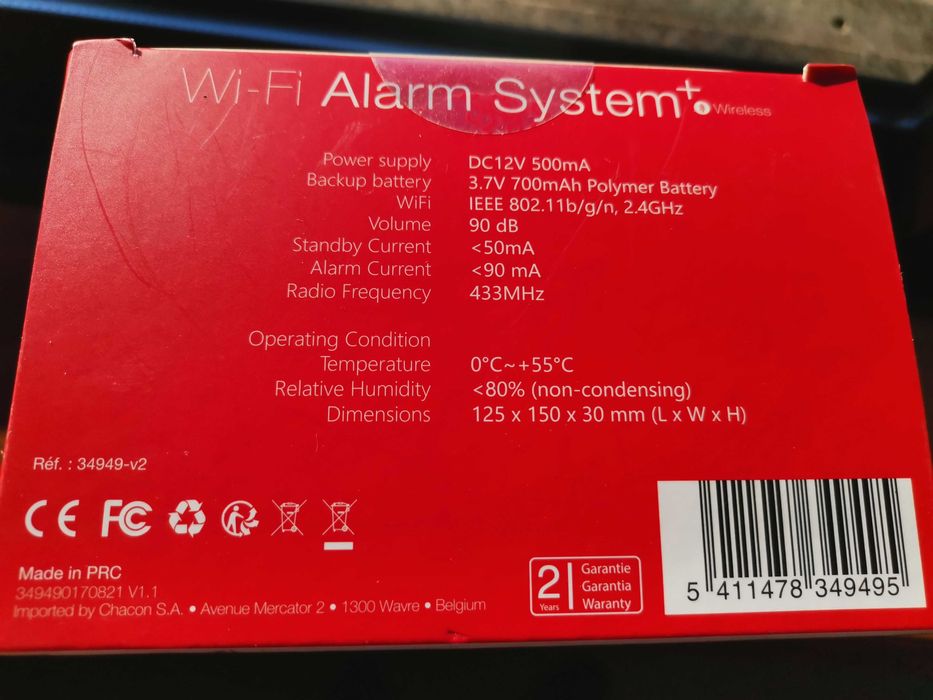 Wi-Fi Alarm System+ Wireless
Power supply DC12V 500mA
Backup battery 3.7V 700mAh Polymer Battery
WiFi IEEE 802.11b/g/n, 2.4GHz
Volume 90 dB
Standby Current <50mA
Alarm Current <90 mA
Radio Frequency 433MHz
Operating Condition
Temperature 0°C~+55°C
Relative Humidity <80% (non-condensing)
Dimensions 125 x 150 x 30 mm (L x W x H)
Réf. : 34949-v2
CE FC
Made in PRC
349490170821 V1.1
Imported by Chacon S.A. • Avenue Mercator 2 • 1300 Wavre • Belgium
2 Years
Garantie
Garantia
Waranty
5 411478 349495